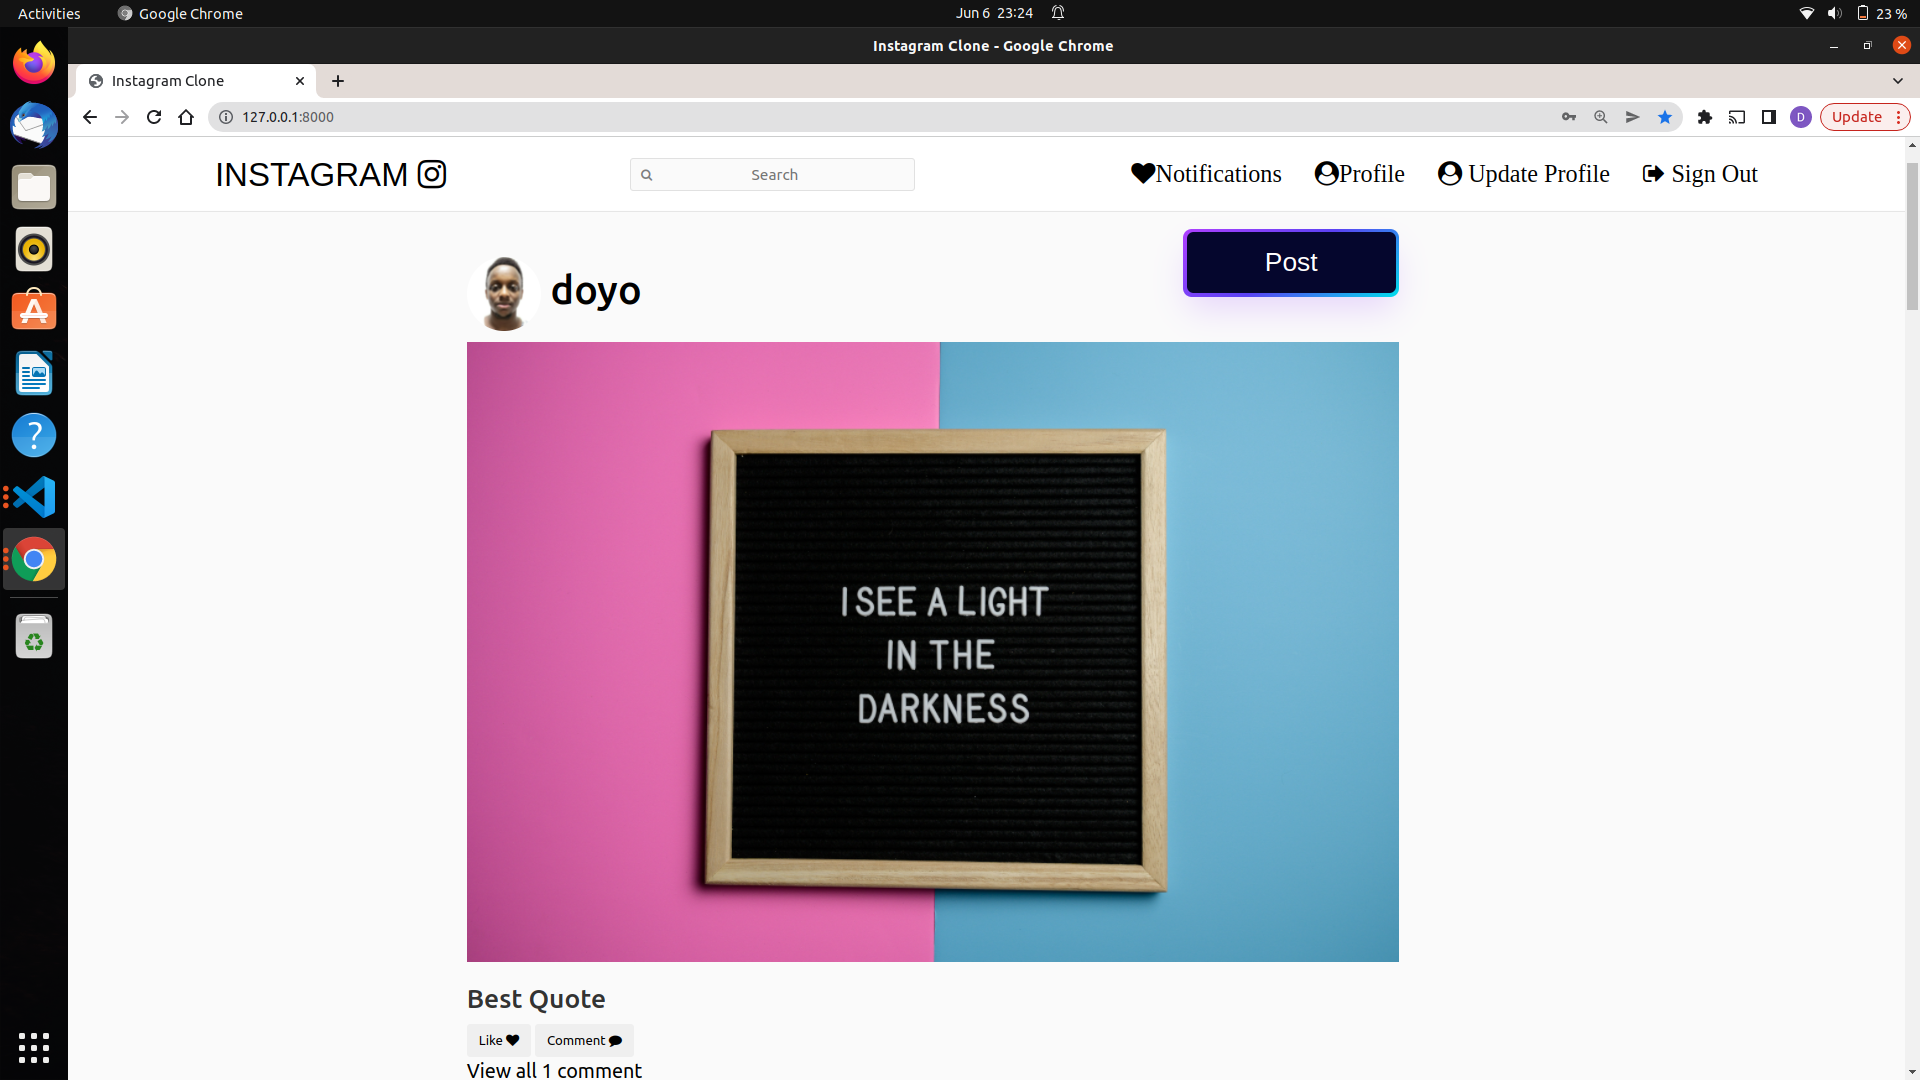 Activities
Google Chrome
Jun 6 23:24
23 %
Instagram Clone - Google Chrome
Instagram Clone
127.0.0.1:8000
D
Update
INSTAGRAM
Search
Notifications
Profile
Update Profile
Sign Out
Post
doyo
I SEE A LIGHT
IN THE
DARKNESS
Best Quote
Like
Comment
View all 1 comment